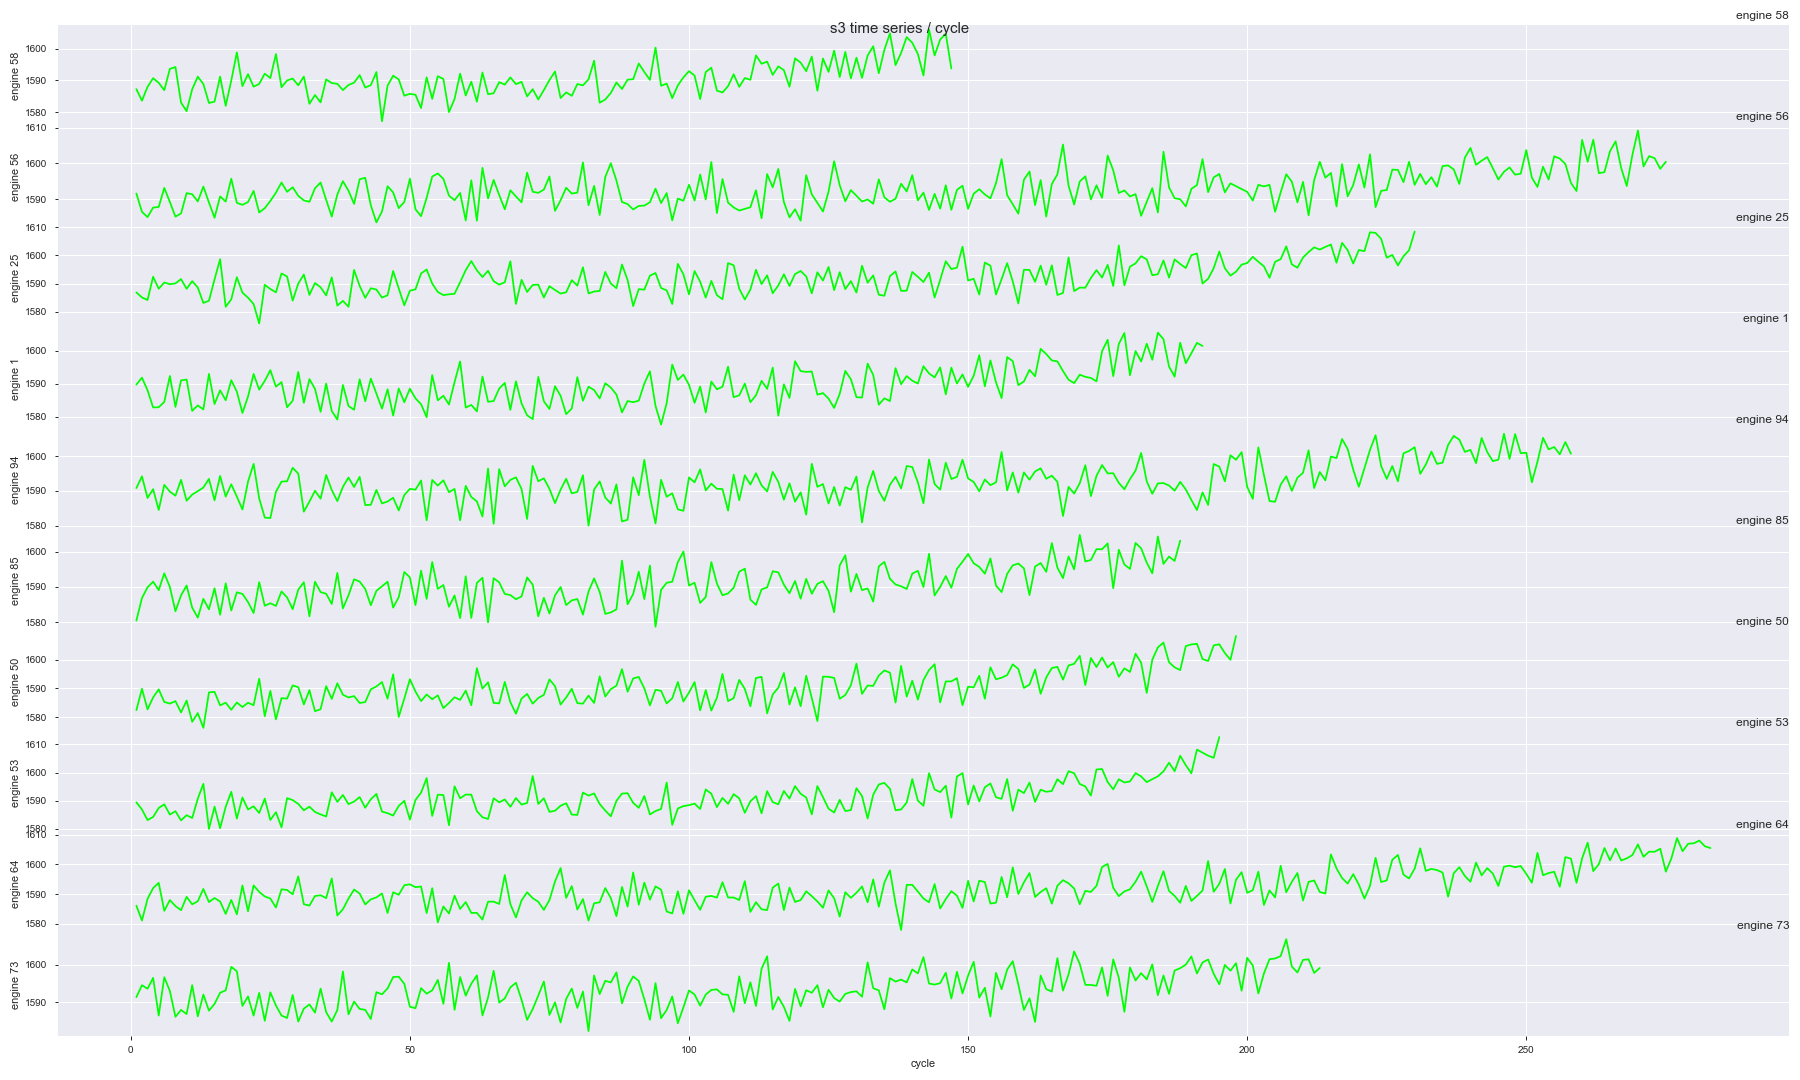 s3 time series / cycle
engine 58
engine 58
1600
1590
1580
engine 56
engine 56
1610
1600
1590
engine 25
engine 25
1610
1600
1590
1580
engine 1
engine 1
1600
1590
1580
engine 94
engine 94
1600
1590
1580
engine 85
engine 85
1600
1590
1580
engine 50
engine 50
1600
1590
1580
engine 53
engine 53
1610
1600
1590
1580
engine 64
engine 64
1610
1600
1590
1580
engine 73
engine 73
1600
1590
0 50 100 150 200 250
cycle